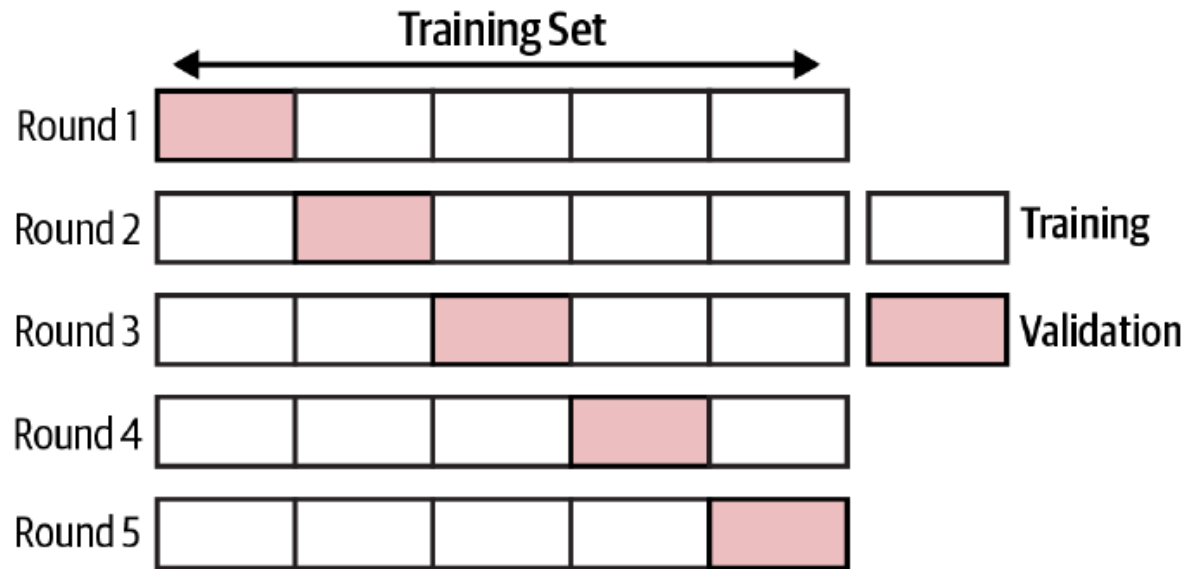 Training Set
Round 1
Round 2
Training
Round 3
Validation
Round 4
Round 5